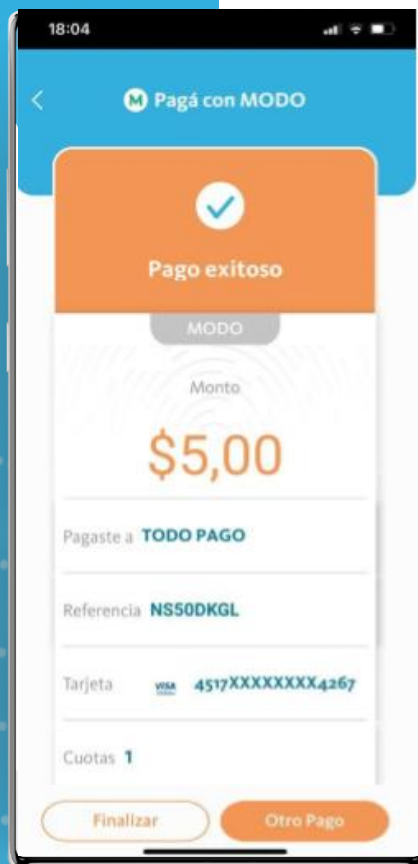 18:04
M Pagá con MODO
Pago exitoso
MODO
Monto
$5,00
Pagaste a TODO PAGO
Referencia NS50DKGL
Tarjeta VISA 4517XXXXXXXX4267
Cuotas 1
Finalizar
Otro Pago